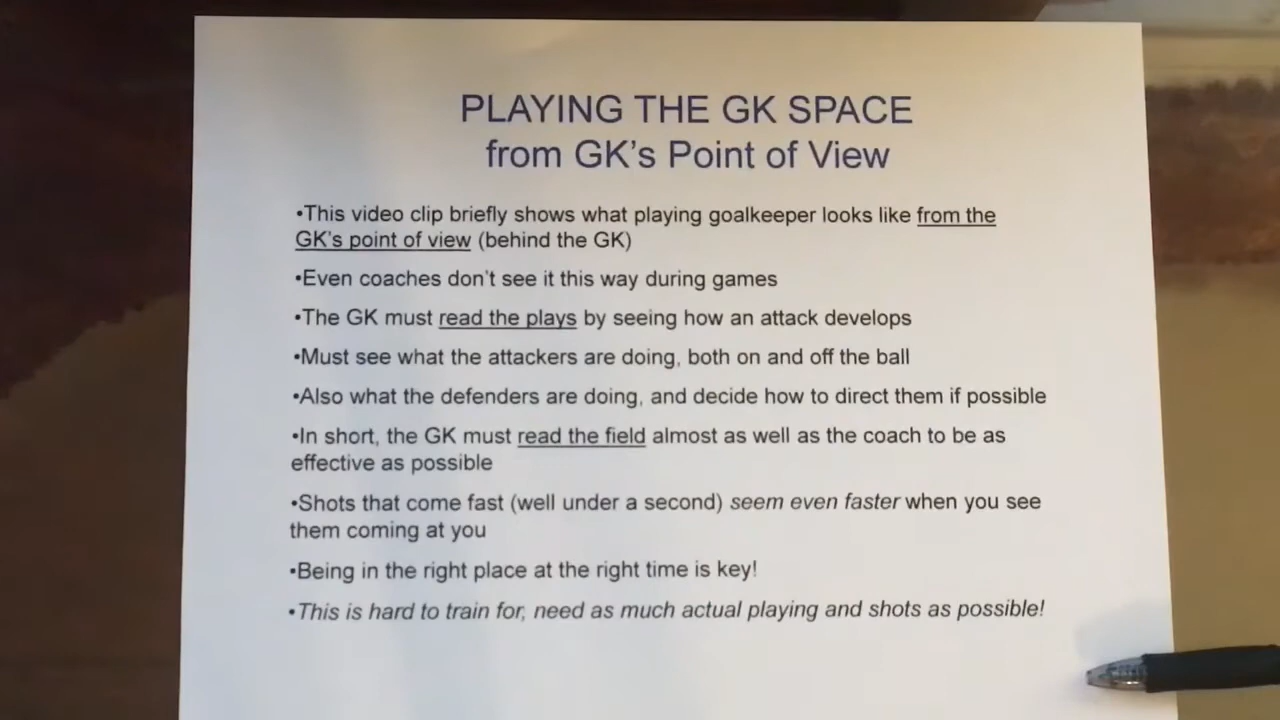 PLAYING THE GK SPACE
from GK's Point of View
•This video clip briefly shows what playing goalkeeper looks like from the
GK's point of view (behind the GK)
•Even coaches don't see it this way during games
•The GK must read the plays by seeing how an attack develops
•Must see what the attackers are doing, both on and off the ball
•Also what the defenders are doing, and decide how to direct them if possible
•In short, the GK must read the field almost as well as the coach to be as
effective as possible
•Shots that come fast (well under a second) seem even faster when you see
them coming at you
•Being in the right place at the right time is key!
•This is hard to train for, need as much actual playing and shots as possible!